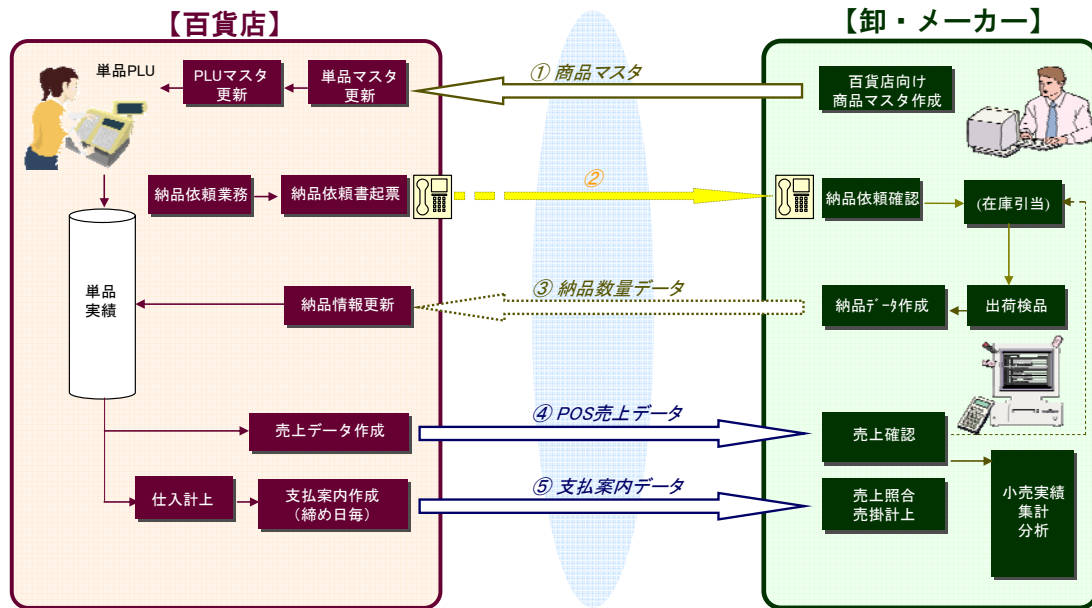 【百貨店】
【卸・メーカー】
単品PLU
PLUマスタ
更新
単品マスタ
更新
① 商品マスタ
百貨店向け
商品マスタ作成
納品依頼業務
納品依頼書起票
②
納品依頼確認
(在庫引当)
単品
実績
納品情報更新
③ 納品数量データ
納品ﾃﾞｰﾀ作成
出荷検品
売上データ作成
④ POS売上データ
売上確認
仕入計上
支払案内作成
（締め日毎）
⑤ 支払案内データ
売上照合
売掛計上
小売実績
集計
分析